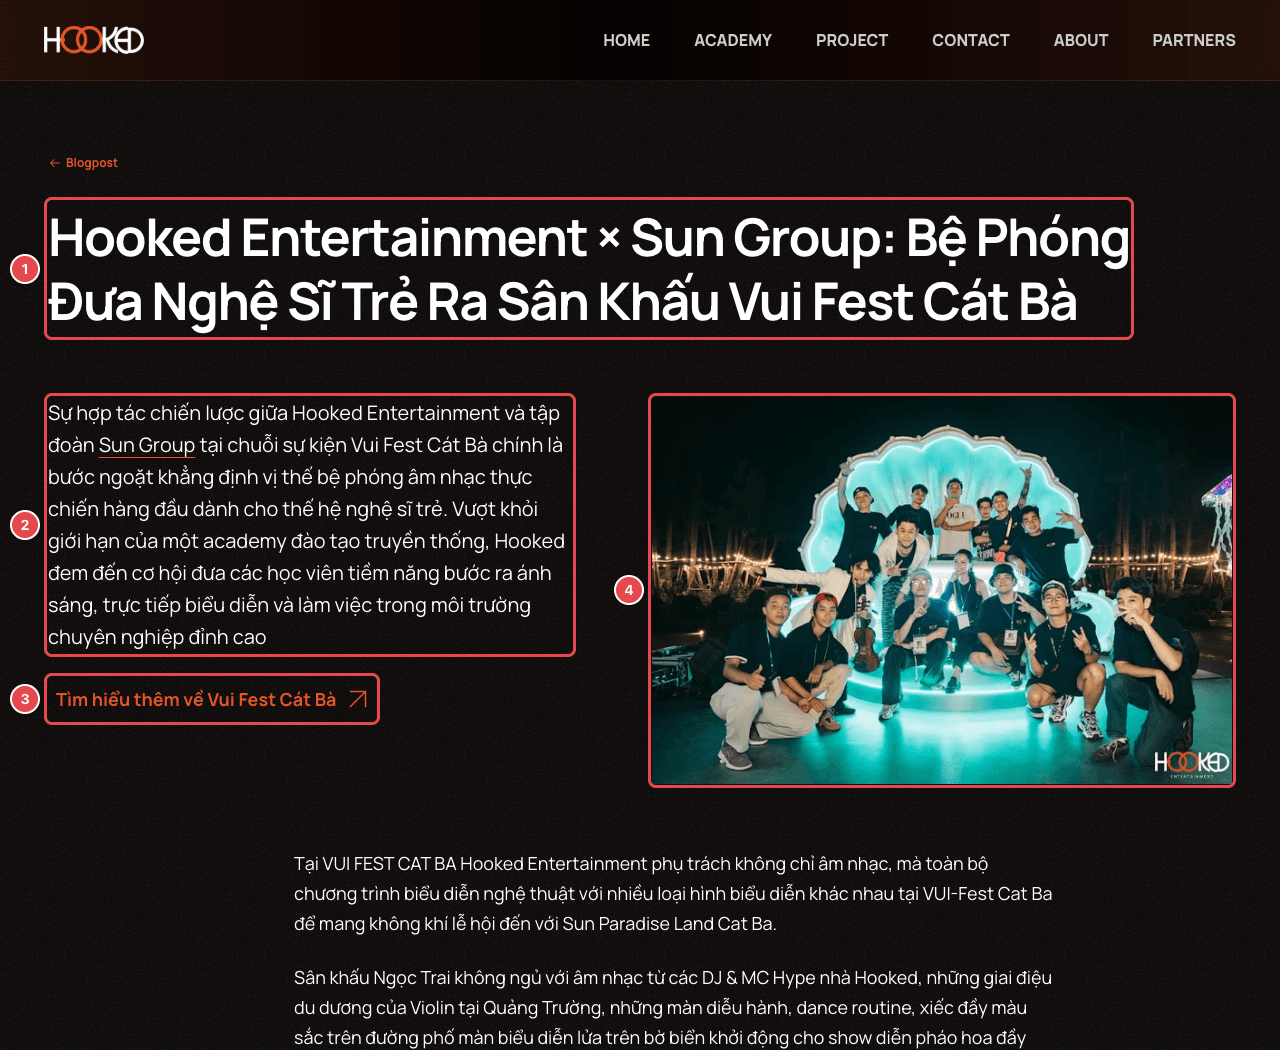 HOOKED
HOME
ACADEMY
PROJECT
CONTACT
ABOUT
PARTNERS
← Blogpost
1
Hooked Entertainment × Sun Group: Bệ Phóng
Đưa Nghệ Sĩ Trẻ Ra Sân Khấu Vui Fest Cát Bà
2
Sự hợp tác chiến lược giữa Hooked Entertainment và tập
đoàn Sun Group tại chuỗi sự kiện Vui Fest Cát Bà chính là
bước ngoặt khẳng định vị thế bệ phóng âm nhạc thực
chiến hàng đầu dành cho thế hệ nghệ sĩ trẻ. Vượt khỏi
giới hạn của một academy đào tạo truyền thống, Hooked
đem đến cơ hội đưa các học viên tiềm năng bước ra ánh
sáng, trực tiếp biểu diễn và làm việc trong môi trường
chuyên nghiệp đỉnh cao
3
Tìm hiểu thêm về Vui Fest Cát Bà
4
HOOKED
ENTERTAINMENT
Tại VUI FEST CAT BA Hooked Entertainment phụ trách không chỉ âm nhạc, mà toàn bộ
chương trình biểu diễn nghệ thuật với nhiều loại hình biểu diễn khác nhau tại VUI-Fest Cat Ba
để mang không khí lễ hội đến với Sun Paradise Land Cat Ba.
Sân khấu Ngọc Trai không ngủ với âm nhạc từ các DJ & MC Hype nhà Hooked, những giai điệu
du dương của Violin tại Quảng Trường, những màn diễu hành, dance routine, xiếc đầy màu
sắc trên đường phố màn biểu diễn lửa trên bờ biển khởi động cho show diễn pháo hoa đầy